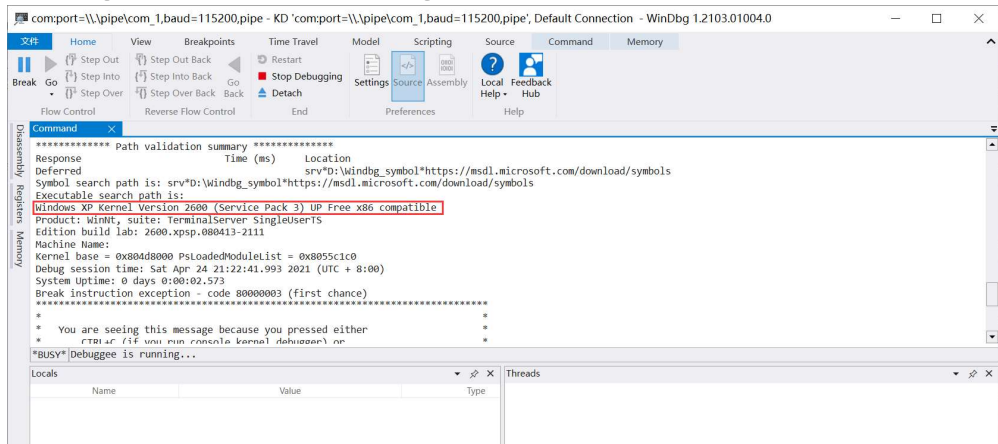 com:port=\\.\pipe\com_1,baud=115200,pipe - KD 'com:port=\\.\pipe\com_1,baud=115200,pipe', Default Connection - WinDbg 1.2103.01004.0
文件 Home View Breakpoints Time Travel Model Scripting Source Command Memory
Break Go Step Out Step Into Step Over
Step Out Back Step Into Back Step Over Back Go Back
Restart Stop Debugging Detach
Settings Source Assembly
Local Help Feedback Hub
Flow Control Reverse Flow Control End Preferences Help
Disassembly Registers Memory
Command
************* Path validation summary **************
Response Time (ms) Location
Deferred srv*D:\Windbg_symbol*https://msdl.microsoft.com/download/symbols
Symbol search path is: srv*D:\Windbg_symbol*https://msdl.microsoft.com/download/symbols
Executable search path is:
Windows XP Kernel Version 2600 (Service Pack 3) UP Free x86 compatible
Product: WinNt, suite: TerminalServer SingleUserTS
Edition build lab: 2600.xpsp.080413-2111
Machine Name:
Kernel base = 0x804d8000 PsLoadedModuleList = 0x8055c1c0
Debug session time: Sat Apr 24 21:22:41.993 2021 (UTC + 8:00)
System Uptime: 0 days 0:00:02.573
Break instruction exception - code 80000003 (first chance)
*******************************************************************************
* *
* You are seeing this message because you pressed either *
* CTRL+C (if you run console kernel debugger) or *
*BUSY* Debuggee is running...
Locals
Name Value Type
Threads